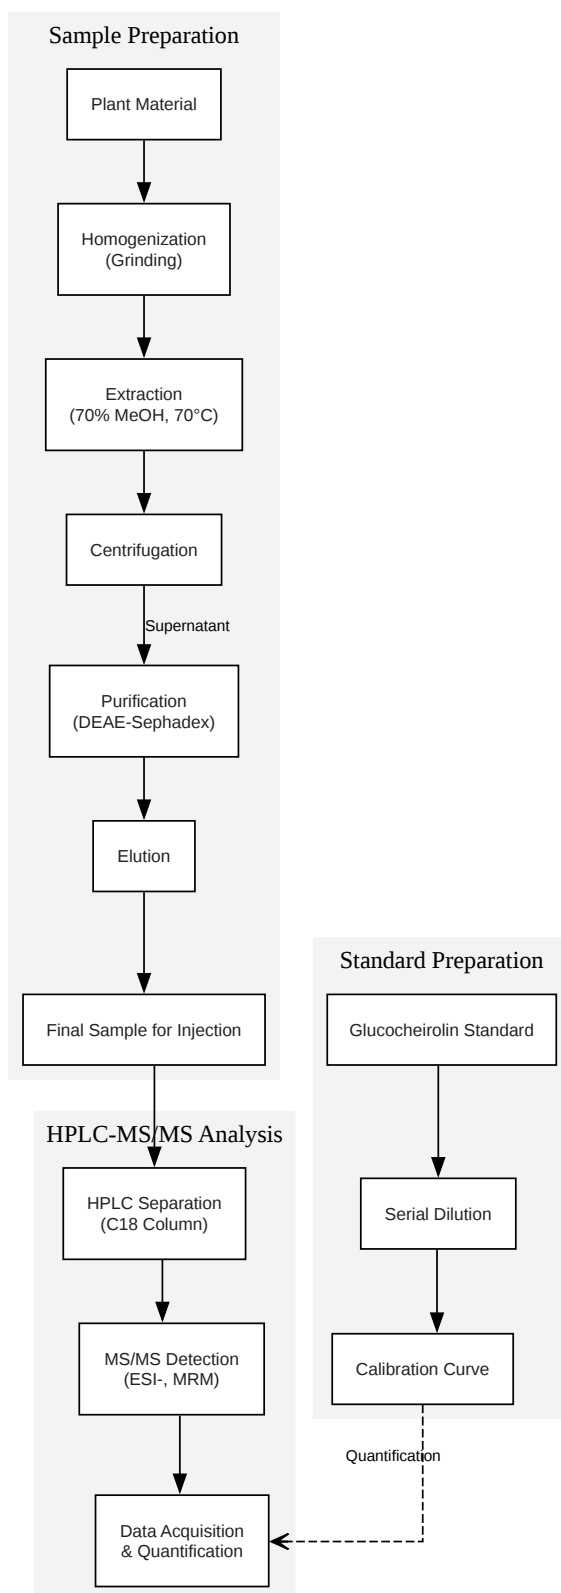 Sample Preparation
Plant Material
Homogenization
(Grinding)
Extraction
(70% MeOH, 70°C)
Centrifugation
Supernatant
Purification
(DEAE-Sephadex)
Elution
Final Sample for Injection
Standard Preparation
Glucocheirolin Standard
Serial Dilution
Calibration Curve
Quantification
HPLC-MS/MS Analysis
HPLC Separation
(C18 Column)
MS/MS Detection
(ESI-, MRM)
Data Acquisition
& Quantification